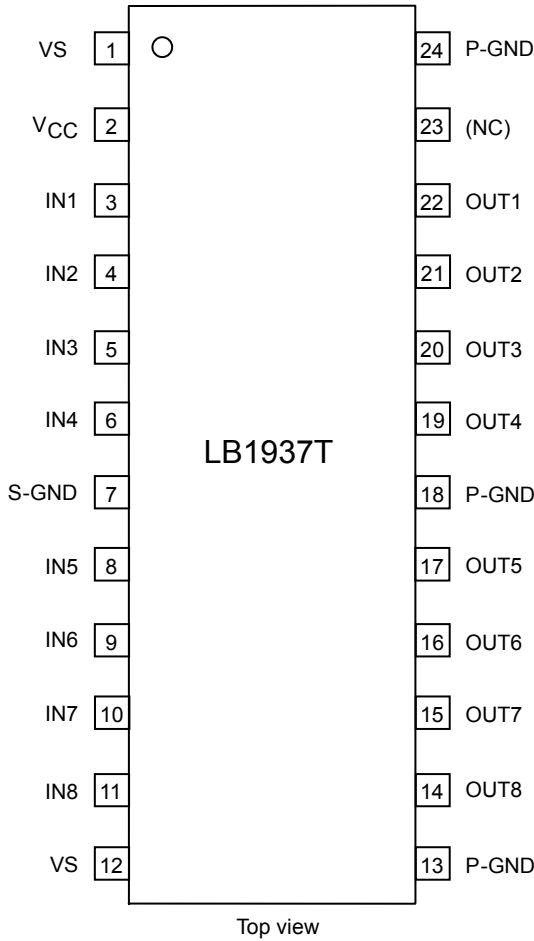 VS 1 24 P-GND
VCC 2 23 (NC)
IN1 3 22 OUT1
IN2 4 21 OUT2
IN3 5 20 OUT3
IN4 6 19 OUT4
LB1937T
S-GND 7 18 P-GND
IN5 8 17 OUT5
IN6 9 16 OUT6
IN7 10 15 OUT7
IN8 11 14 OUT8
VS 12 13 P-GND
Top view